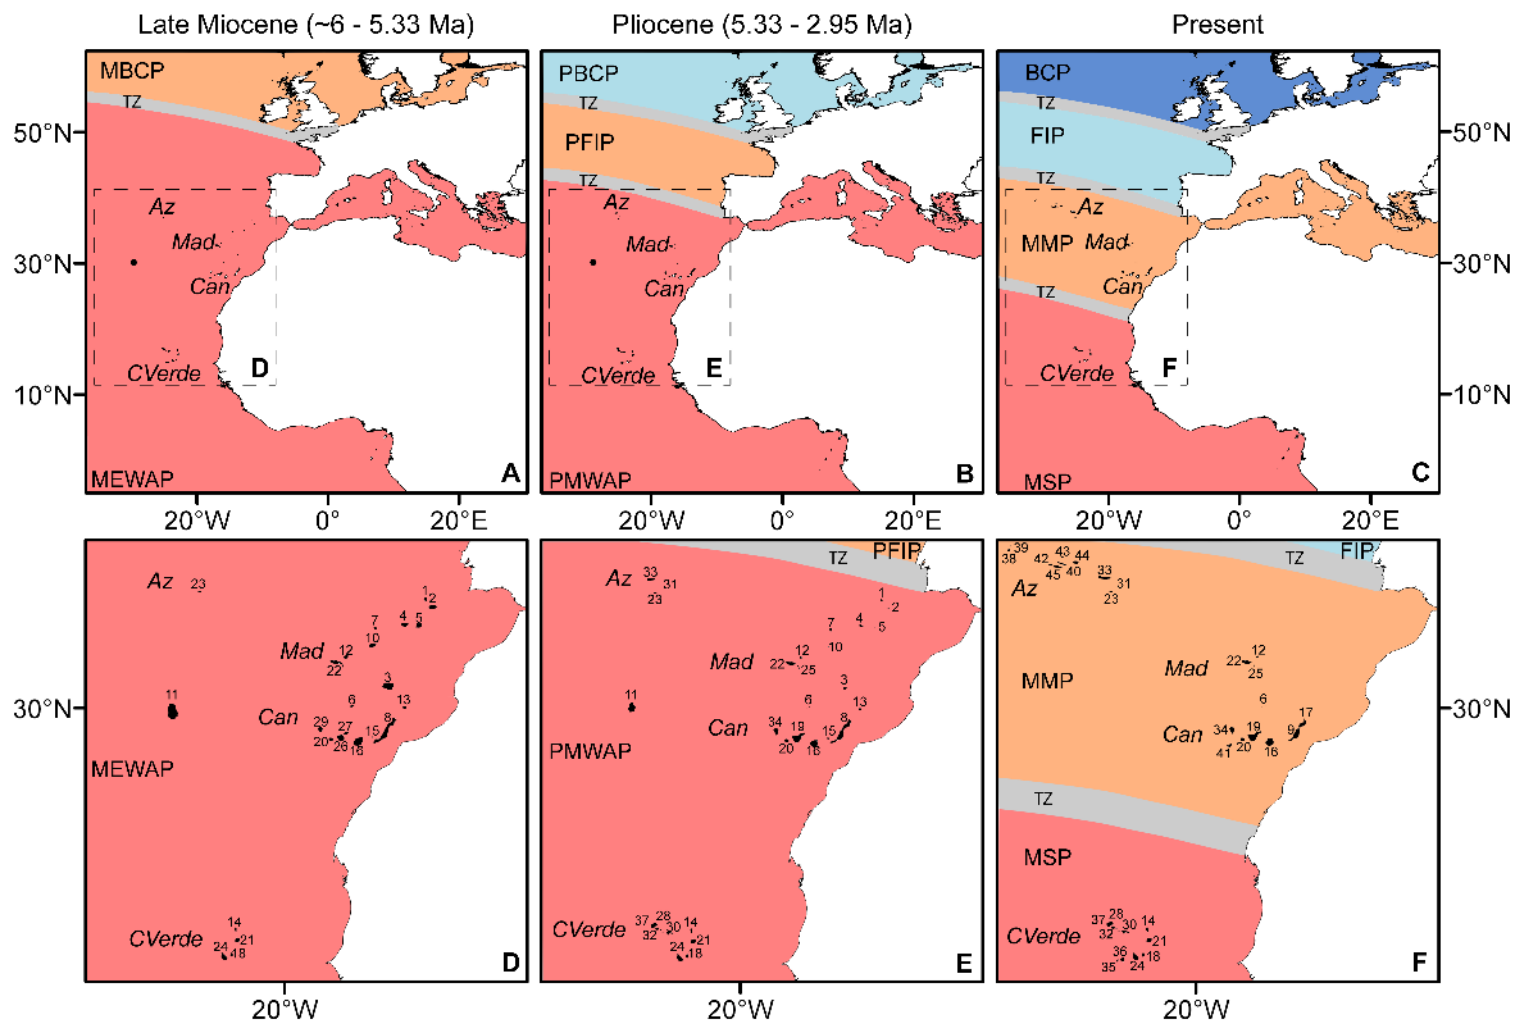 Late Miocene (~6 - 5.33 Ma)
Pliocene (5.33 - 2.95 Ma)
Present
MBCP
TZ
50°N
Az
Mad
30°N
Can
CVerde
D
10°N
MEWAP
A
20°W
0°
20°E
PBCP
TZ
PFIP
TZ
Az
Mad
Can
CVerde
E
PMWAP
B
20°W
0°
20°E
BCP
TZ
FIP
TZ
50°N
Az
MMP
Mad
30°N
Can
TZ
CVerde
F
10°N
MSP
C
20°W
0°
20°E
Az
23
1
2
7
4
5
10
Mad
12
22
3
11
6
13
30°N
Can
29
27
8
20
26
16
15
MEWAP
14
CVerde
24
21
18
D
20°W
PFIP
TZ
Az
33
31
23
1
2
7
4
5
10
Mad
12
22
25
3
11
6
13
Can
34
19
8
15
20
16
PMWAP
CVerde
37
28
14
32
30
21
24
18
E
20°W
FIP
TZ
39
38
42
43
44
45
40
33
31
23
Az
Mad
12
22
25
MMP
6
17
30°N
Can
34
19
9
41
20
16
TZ
MSP
CVerde
37
28
14
32
30
21
36
18
35
24
F
20°W